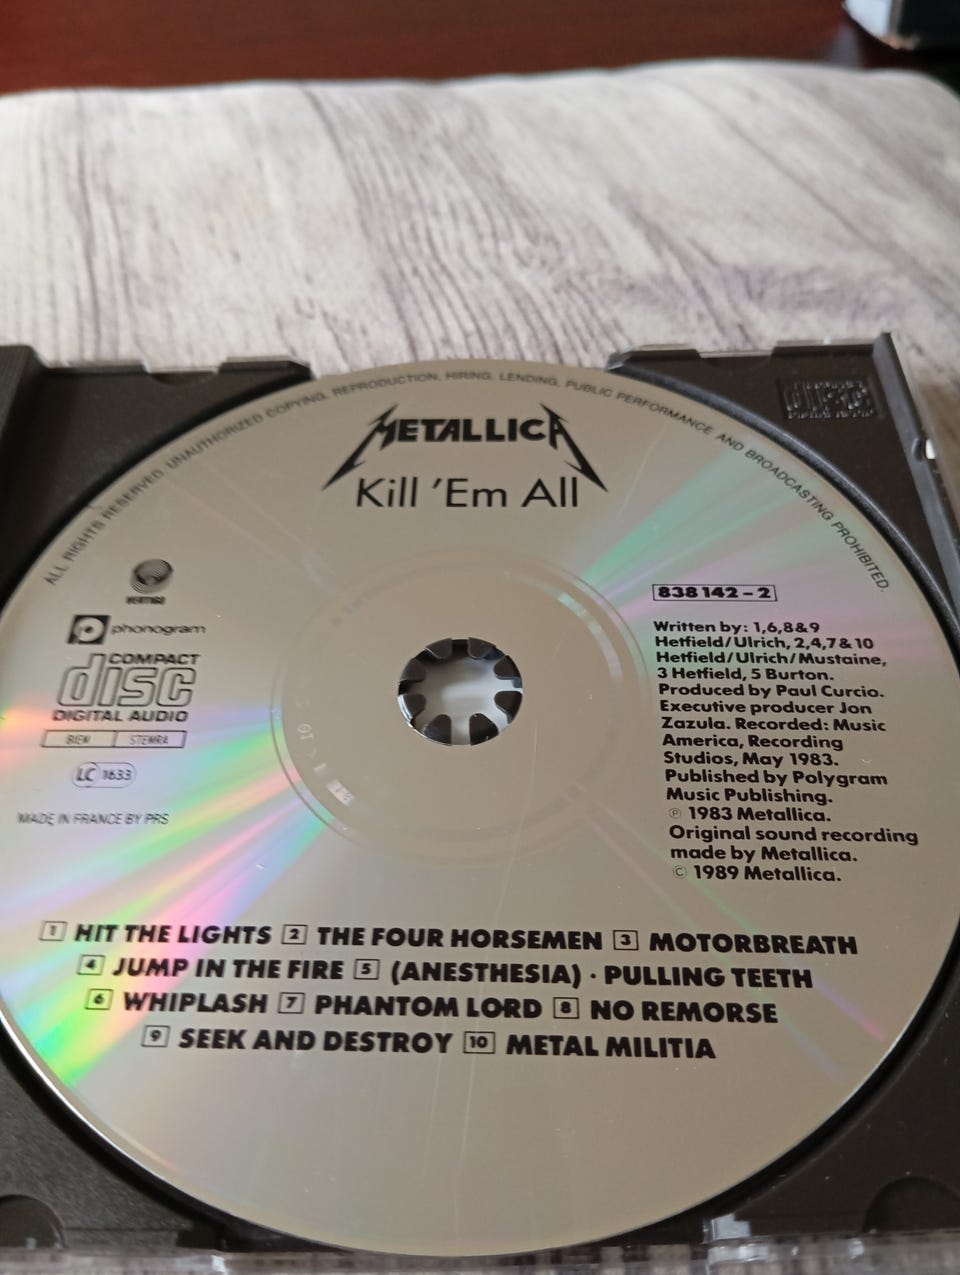 ALL RIGHTS RESERVED. UNAUTHORIZED COPYING, REPRODUCTION, HIRING, LENDING, PUBLIC PERFORMANCE AND BROADCASTING PROHIBITED.
METALLICA
Kill 'Em All
VERTIGO
phonogram
COMPACT
disc
DIGITAL AUDIO
BIEM STEMRA
LC 1633
MADE IN FRANCE BY PRS
838 142 - 2
Written by: 1,6,8&9
Hetfield/Ulrich, 2,4,7&10
Hetfield/Ulrich/Mustaine,
3 Hetfield, 5 Burton.
Produced by Paul Curcio.
Executive producer Jon
Zazula. Recorded: Music
America, Recording
Studios, May 1983.
Published by Polygram
Music Publishing.
℗ 1983 Metallica.
Original sound recording
made by Metallica.
© 1989 Metallica.
1 HIT THE LIGHTS 2 THE FOUR HORSEMEN 3 MOTORBREATH
4 JUMP IN THE FIRE 5 (ANESTHESIA) · PULLING TEETH
6 WHIPLASH 7 PHANTOM LORD 8 NO REMORSE
9 SEEK AND DESTROY 10 METAL MILITIA
disc